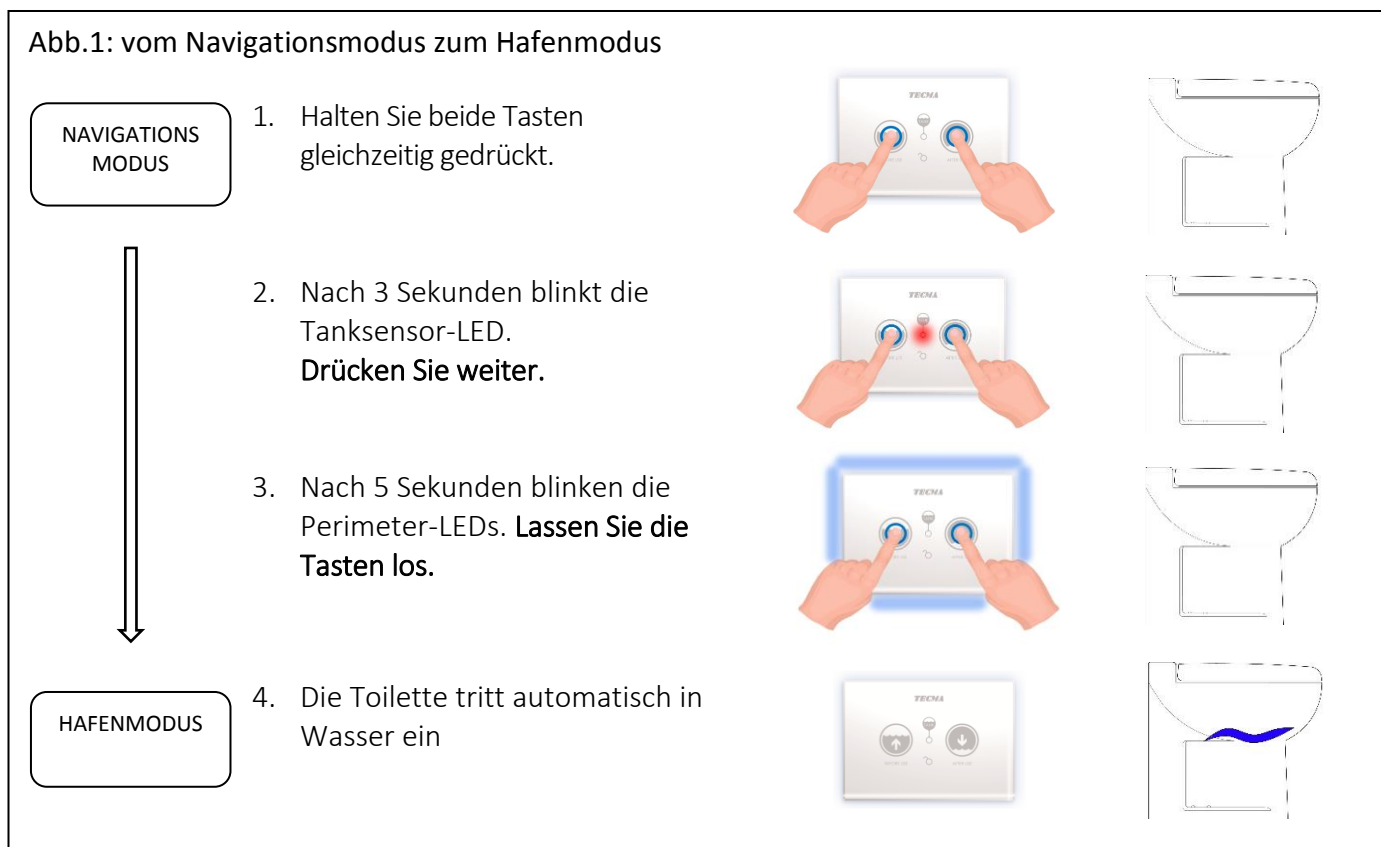 Abb.1: vom Navigationsmodus zum Hafenmodus
NAVIGATIONS
MODUS
1. Halten Sie beide Tasten
gleichzeitig gedrückt.
TECMA
2. Nach 3 Sekunden blinkt die
Tanksensor-LED.
Drücken Sie weiter.
TECMA
3. Nach 5 Sekunden blinken die
Perimeter-LEDs. Lassen Sie die
Tasten los.
TECMA
HAFENMODUS
4. Die Toilette tritt automatisch in
Wasser ein
TECMA